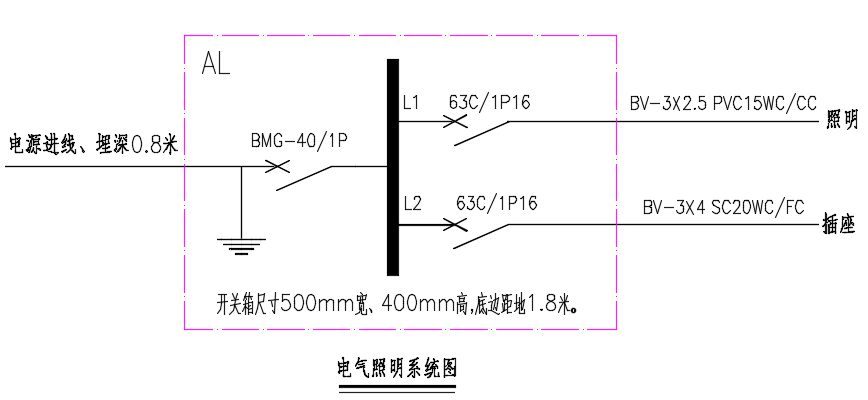 AL
L1
63C/1P16
BV-3X2.5 PVC15WC/CC
照明
电源进线、埋深0.8米
BMG-40/1P
L2
63C/1P16
BV-3X4 SC20WC/FC
插座
开关箱尺寸500mm宽、400mm高,底边距地1.8米。
电气照明系统图